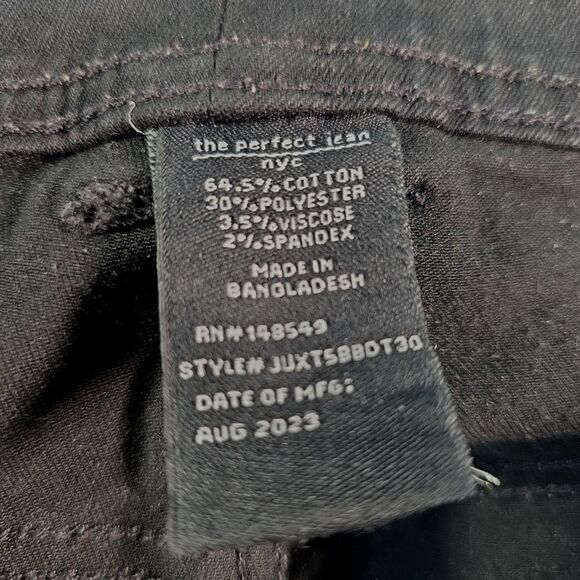 the perfect jean
nyc
64.5% COTTON
30% POLYESTER
3.5% VISCOSE
2% SPANDEX
MADE IN
BANGLADESH
RN# 148549
STYLE# JUXTSBBDT30
DATE OF MFG:
AUG 2023